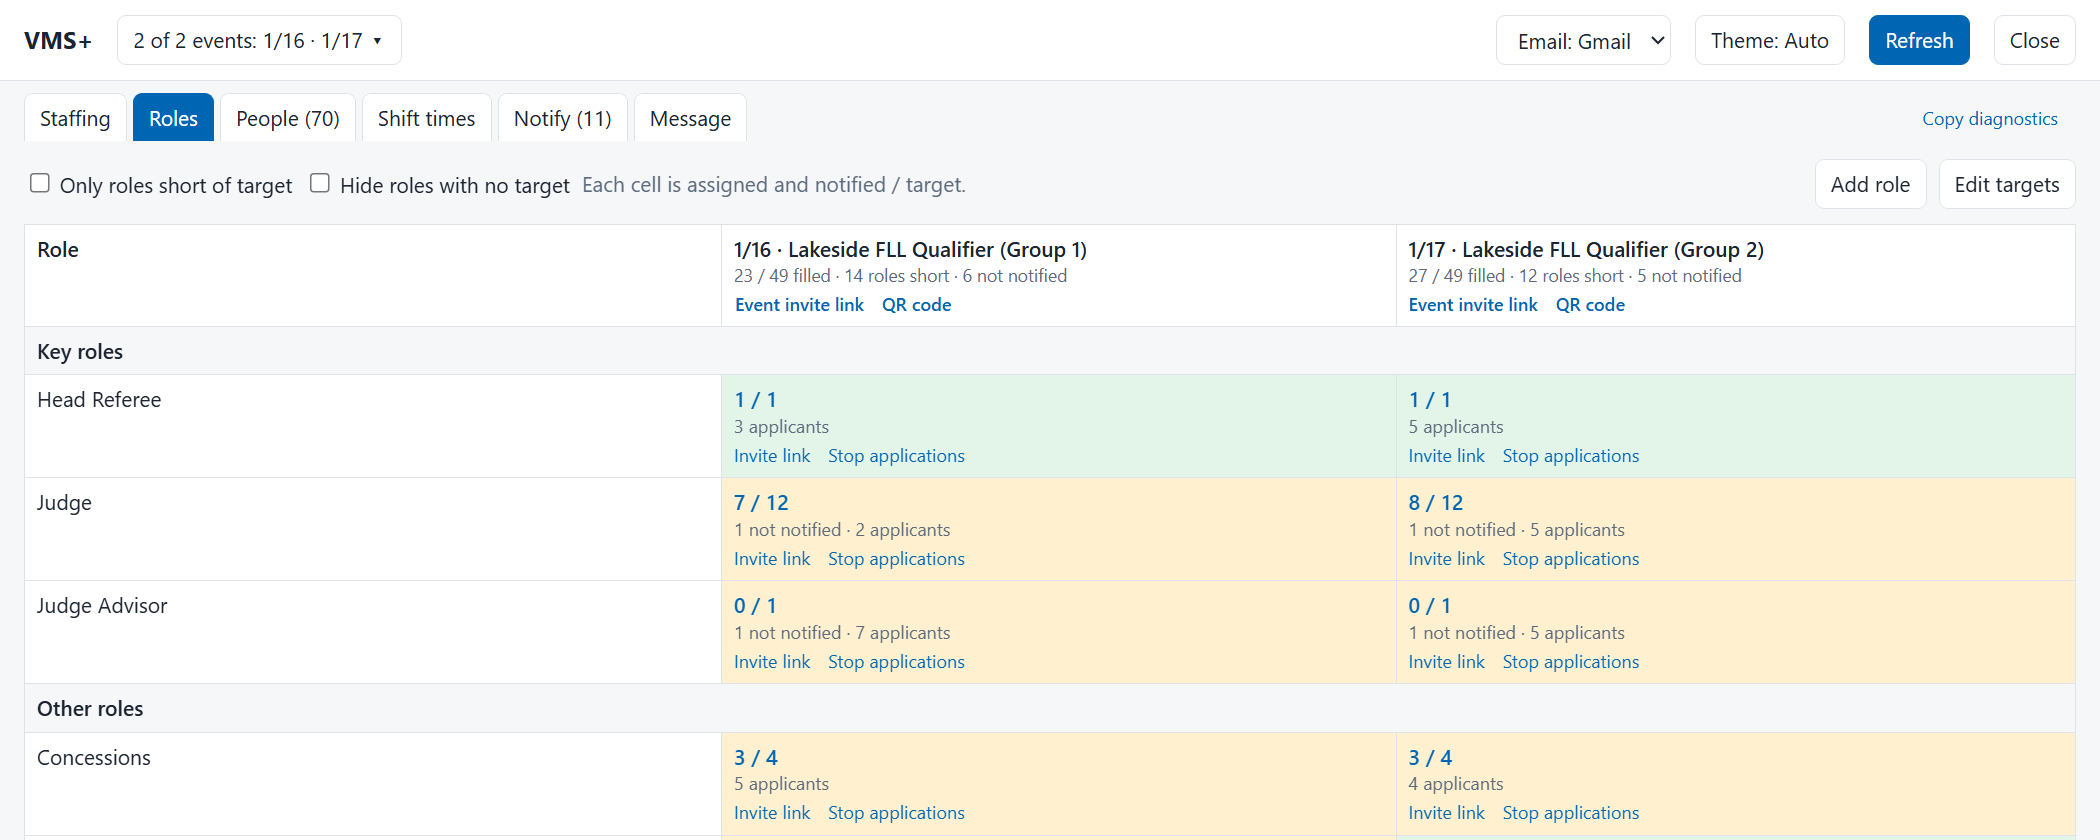 VMS+
2 of 2 events: 1/16 · 1/17 ▼
Email: Gmail
Theme: Auto
Refresh
Close
Staffing
Roles
People (70)
Shift times
Notify (11)
Message
Copy diagnostics
Only roles short of target
Hide roles with no target
Each cell is assigned and notified / target.
Add role
Edit targets
Role
1/16 · Lakeside FLL Qualifier (Group 1)
23 / 49 filled · 14 roles short · 6 not notified
Event invite link QR code
1/17 · Lakeside FLL Qualifier (Group 2)
27 / 49 filled · 12 roles short · 5 not notified
Event invite link QR code
Key roles
Head Referee
1 / 1
3 applicants
Invite link Stop applications
1 / 1
5 applicants
Invite link Stop applications
Judge
7 / 12
1 not notified · 2 applicants
Invite link Stop applications
8 / 12
1 not notified · 5 applicants
Invite link Stop applications
Judge Advisor
0 / 1
1 not notified · 7 applicants
Invite link Stop applications
0 / 1
1 not notified · 5 applicants
Invite link Stop applications
Other roles
Concessions
3 / 4
5 applicants
Invite link Stop applications
3 / 4
4 applicants
Invite link Stop applications